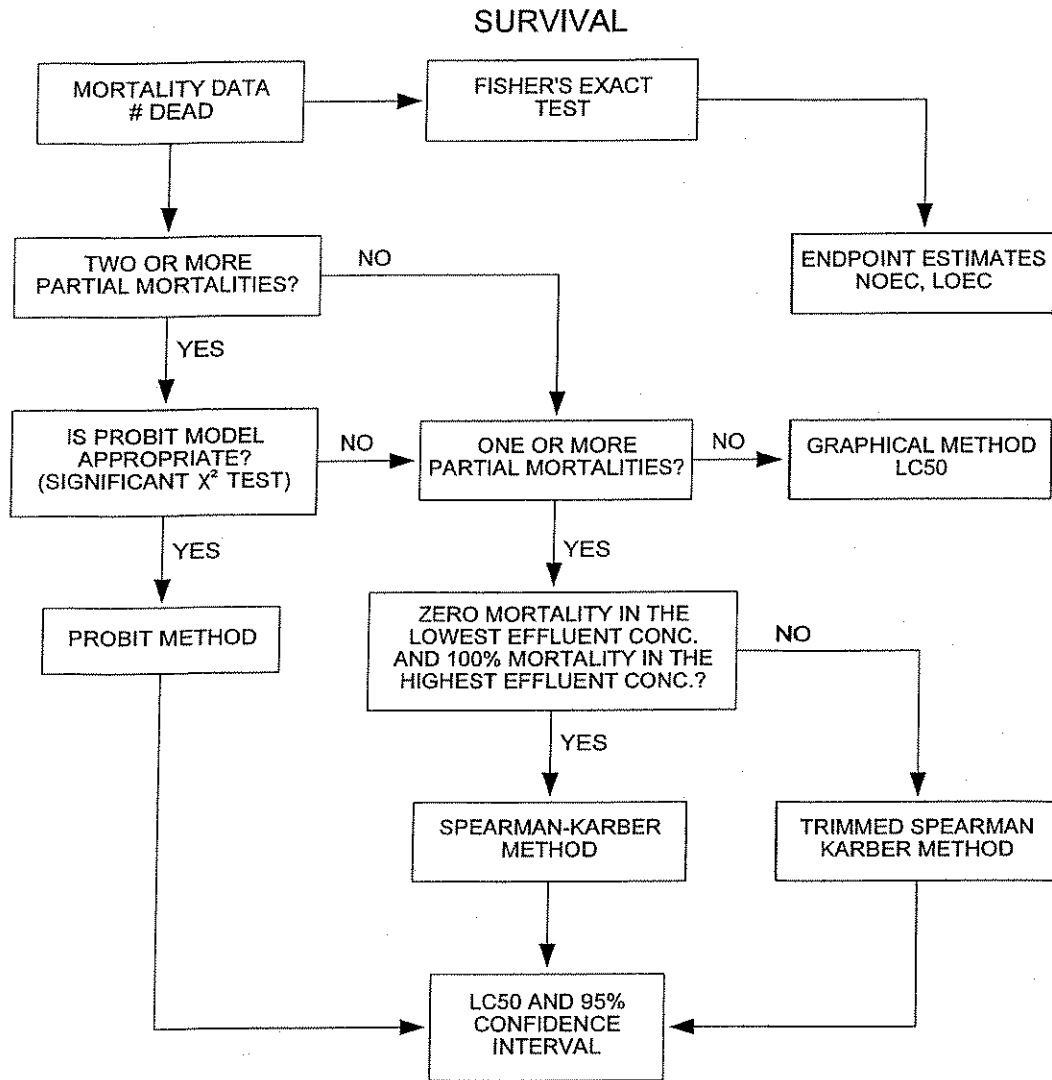 SURVIVAL
MORTALITY DATA
# DEAD
FISHER'S EXACT
TEST
TWO OR MORE
PARTIAL MORTALITIES?
NO
ENDPOINT ESTIMATES
NOEC, LOEC
YES
IS PROBIT MODEL
APPROPRIATE?
(SIGNIFICANT X² TEST)
NO
ONE OR MORE
PARTIAL MORTALITIES?
NO
GRAPHICAL METHOD
LC50
YES
YES
PROBIT METHOD
ZERO MORTALITY IN THE
LOWEST EFFLUENT CONC.
AND 100% MORTALITY IN THE
HIGHEST EFFLUENT CONC.?
NO
YES
SPEARMAN-KARBER
METHOD
TRIMMED SPEARMAN
KARBER METHOD
LC50 AND 95%
CONFIDENCE
INTERVAL